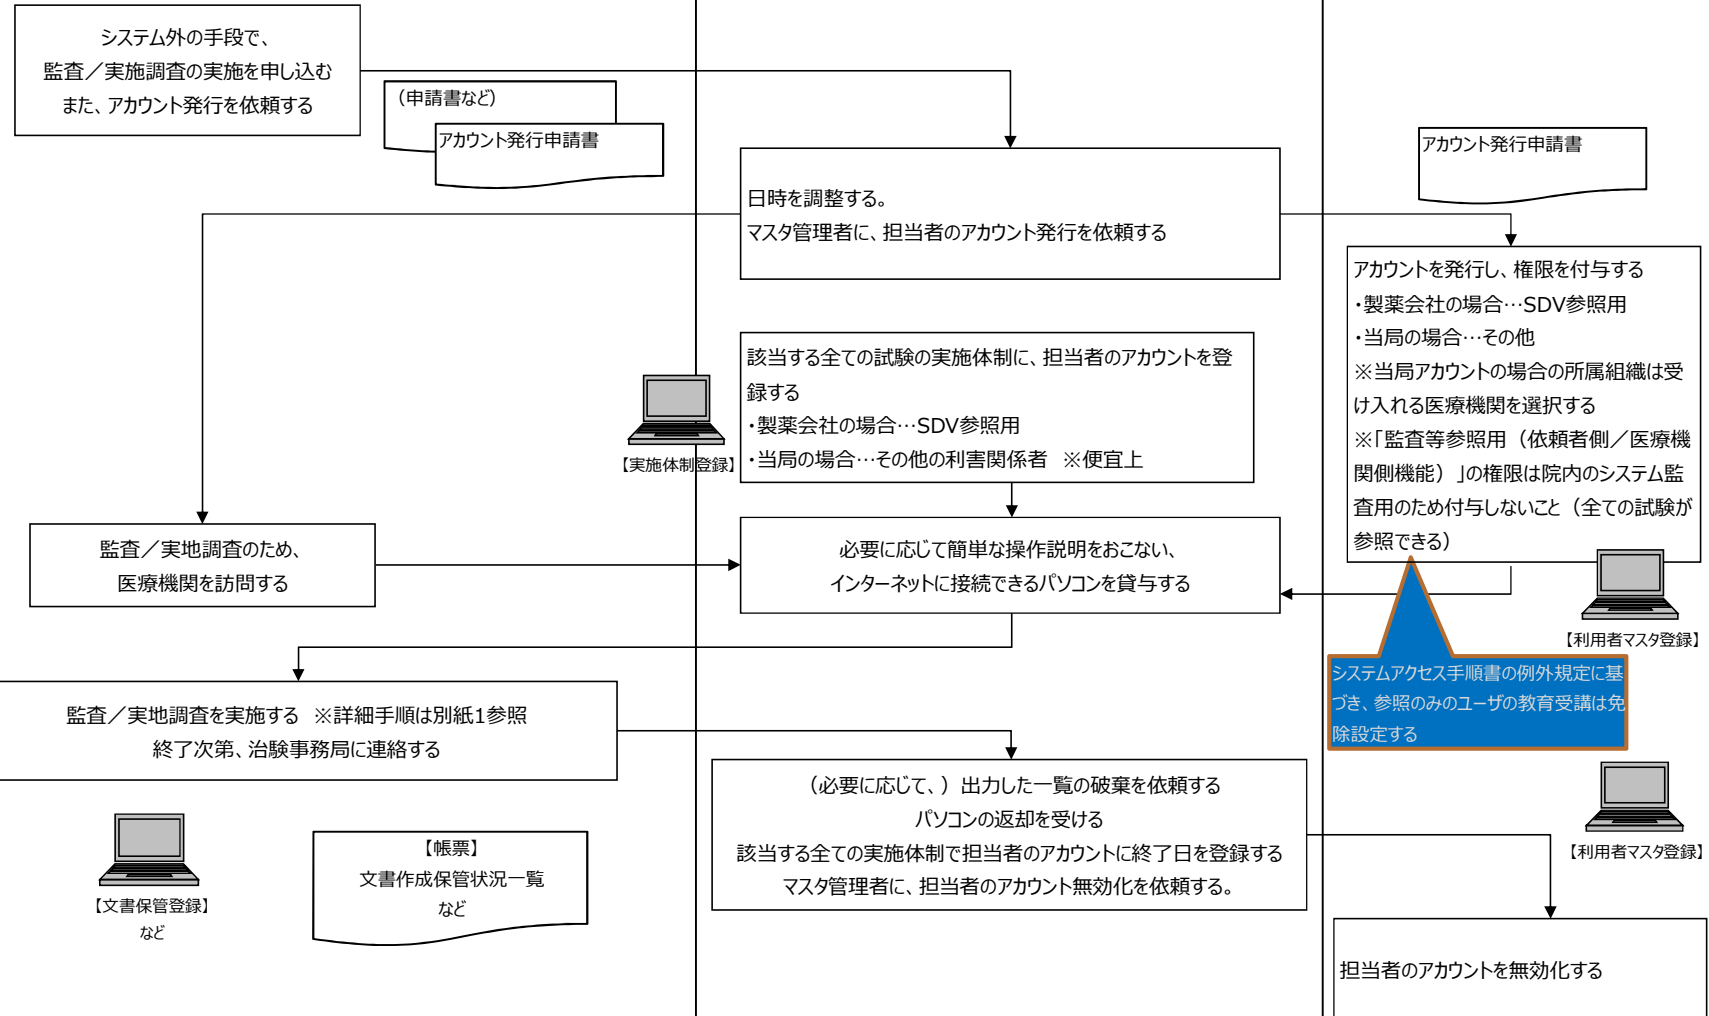 システム外の手段で、
監査／実施調査の実施を申し込む
また、アカウント発行を依頼する
（申請書など）
アカウント発行申請書
アカウント発行申請書
日時を調整する。
マスタ管理者に、担当者のアカウント発行を依頼する
アカウントを発行し、権限を付与する
・製薬会社の場合…SDV参照用
・当局の場合…その他
※当局アカウントの場合の所属組織は受
け入れる医療機関を選択する
※「監査等参照用（依頼者側／医療機
関側機能）」の権限は院内のシステム監
査用のため付与しないこと（全ての試験が
参照できる）
【利用者マスタ登録】
該当する全ての試験の実施体制に、担当者のアカウントを登
録する
・製薬会社の場合…SDV参照用
・当局の場合…その他の利害関係者　※便宜上
【実施体制登録】
監査／実地調査のため、
医療機関を訪問する
必要に応じて簡単な操作説明をおこない、
インターネットに接続できるパソコンを貸与する
システムアクセス手順書の例外規定に基
づき、参照のみのユーザの教育受講は免
除設定する
監査／実地調査を実施する　※詳細手順は別紙1参照
終了次第、治験事務局に連絡する
【文書保管登録】
など
【帳票】
文書作成保管状況一覧
など
（必要に応じて、）出力した一覧の破棄を依頼する
パソコンの返却を受ける
該当する全ての実施体制で担当者のアカウントに終了日を登録する
マスタ管理者に、担当者のアカウント無効化を依頼する。
【利用者マスタ登録】
担当者のアカウントを無効化する